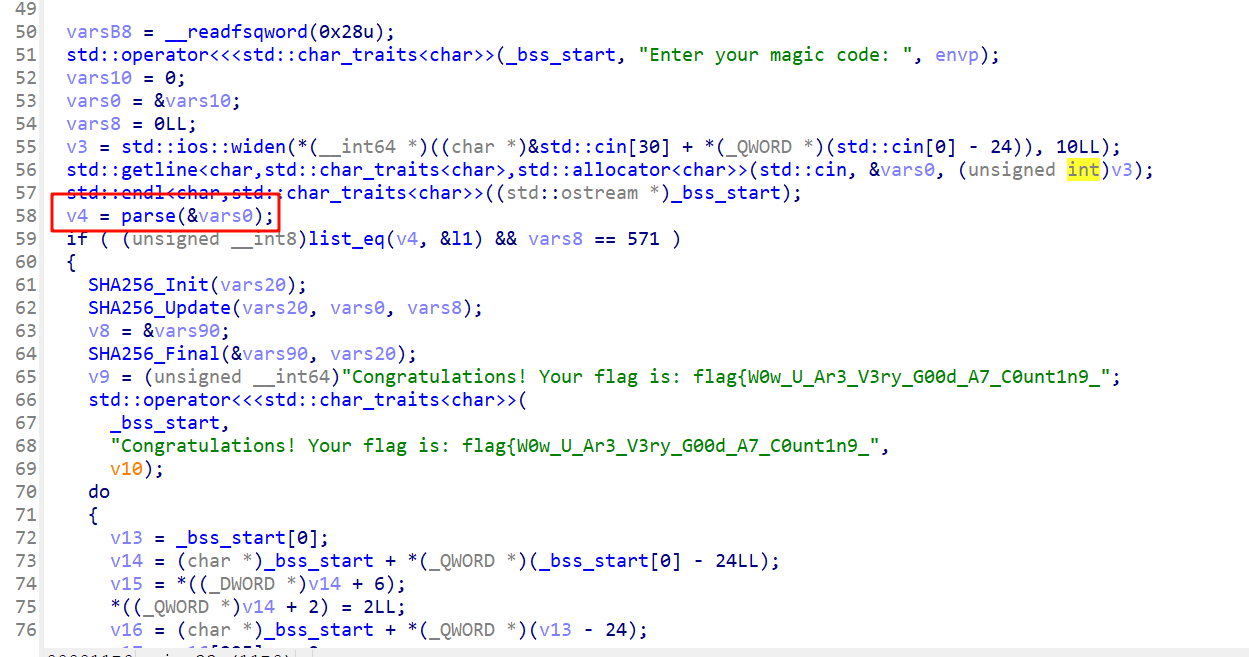 49
50 varsB8 = __readfsqword(0x28u);
51 std::operator<<<std::char_traits<char>>(_bss_start, "Enter your magic code: ", envp);
52 vars10 = 0;
53 vars0 = &vars10;
54 vars8 = 0LL;
55 v3 = std::ios::widen(*(__int64 *)((char *)&std::cin[30] + *(_QWORD *)(std::cin[0] - 24)), 10LL);
56 std::getline<char,std::char_traits<char>,std::allocator<char>>(std::cin, &vars0, (unsigned int)v3);
57 std::endl<char,std::char_traits<char>>((std::ostream *)_bss_start);
58 v4 = parse(&vars0);
59 if ( (unsigned __int8)list_eq(v4, &l1) && vars8 == 571 )
60 {
61 SHA256_Init(vars20);
62 SHA256_Update(vars20, vars0, vars8);
63 v8 = &vars90;
64 SHA256_Final(&vars90, vars20);
65 v9 = (unsigned __int64)"Congratulations! Your flag is: flag{W0w_U_Ar3_V3ry_G00d_A7_C0unt1n9_";
66 std::operator<<<std::char_traits<char>>(
67 _bss_start,
68 "Congratulations! Your flag is: flag{W0w_U_Ar3_V3ry_G00d_A7_C0unt1n9_",
69 v10);
70 do
71 {
72 v13 = _bss_start[0];
73 v14 = (char *)_bss_start + *(_QWORD *)(_bss_start[0] - 24LL);
74 v15 = *((_DWORD *)v14 + 6);
75 *((_QWORD *)v14 + 2) = 2LL;
76 v16 = (char *)_bss_start + *(_QWORD *)(v13 - 24);